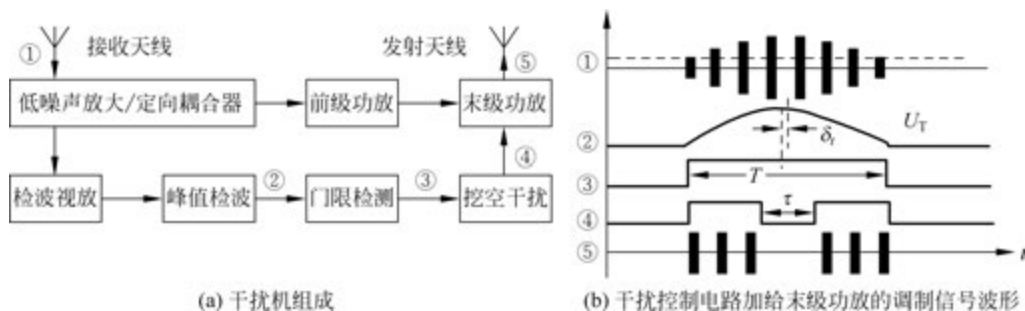 ① 接收天线 发射天线 ⑤
低噪声放大/定向耦合器 前级功放 末级功放
② ③ ④
检波视放 峰值检波 门限检测 挖空干扰
(a) 干扰机组成
①
② δt UT
③ T
④ τ
⑤ t
(b) 干扰控制电路加给末级功放的调制信号波形